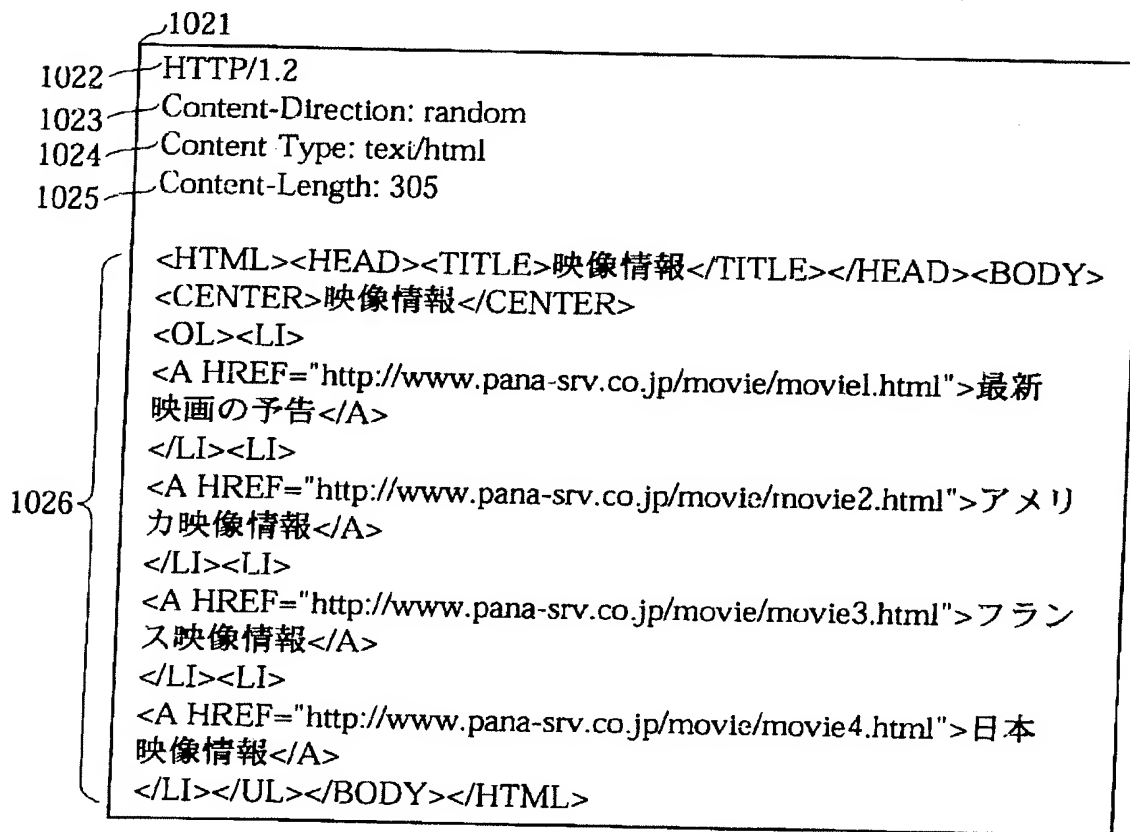 1021
1022 HTTP/1.2
1023 Content-Direction: random
1024 Content Type: text/html
1025 Content-Length: 305
<HTML><HEAD><TITLE>映像情報</TITLE></HEAD><BODY>
<CENTER>映像情報</CENTER>
<OL><LI>
<A HREF="http://www.pana-srv.co.jp/movie/movie1.html">最新
映画の予告</A>
</LI><LI>
1026 <A HREF="http://www.pana-srv.co.jp/movie/movie2.html">アメリ
カ映像情報</A>
</LI><LI>
<A HREF="http://www.pana-srv.co.jp/movie/movie3.html">フラン
ス映像情報</A>
</LI><LI>
<A HREF="http://www.pana-srv.co.jp/movie/movie4.html">日本
映像情報</A>
</LI></UL></BODY></HTML>